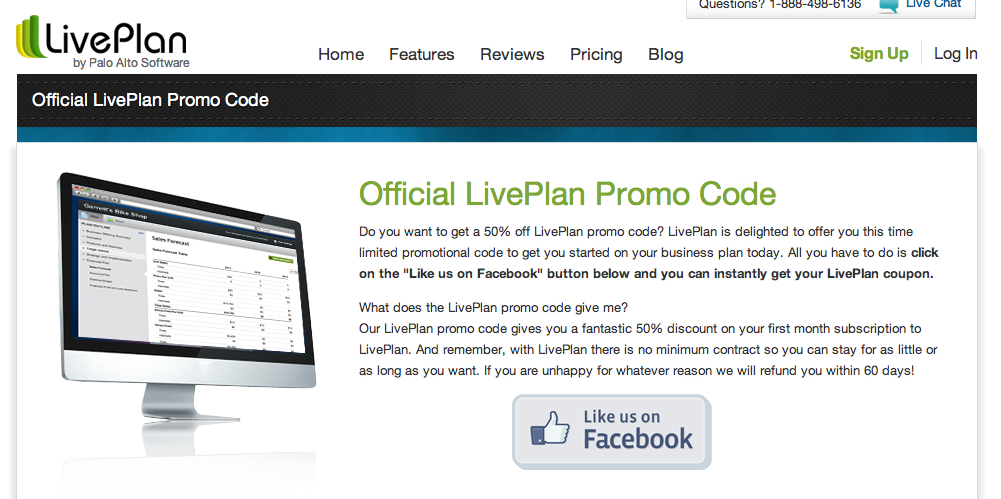 Questions? 1-888-498-6136
Live Chat
LivePlan
by Palo Alto Software
Home Features Reviews Pricing Blog
Sign Up Log In
Official LivePlan Promo Code
Garrett's Bike Shop
Sales Forecast
Official LivePlan Promo Code
Do you want to get a 50% off LivePlan promo code? LivePlan is delighted to offer you this time
limited promotional code to get you started on your business plan today. All you have to do is click
on the "Like us on Facebook" button below and you can instantly get your LivePlan coupon.
What does the LivePlan promo code give me?
Our LivePlan promo code gives you a fantastic 50% discount on your first month subscription to
LivePlan. And remember, with LivePlan there is no minimum contract so you can stay for as little or
as long as you want. If you are unhappy for whatever reason we will refund you within 60 days!
Like us on
Facebook